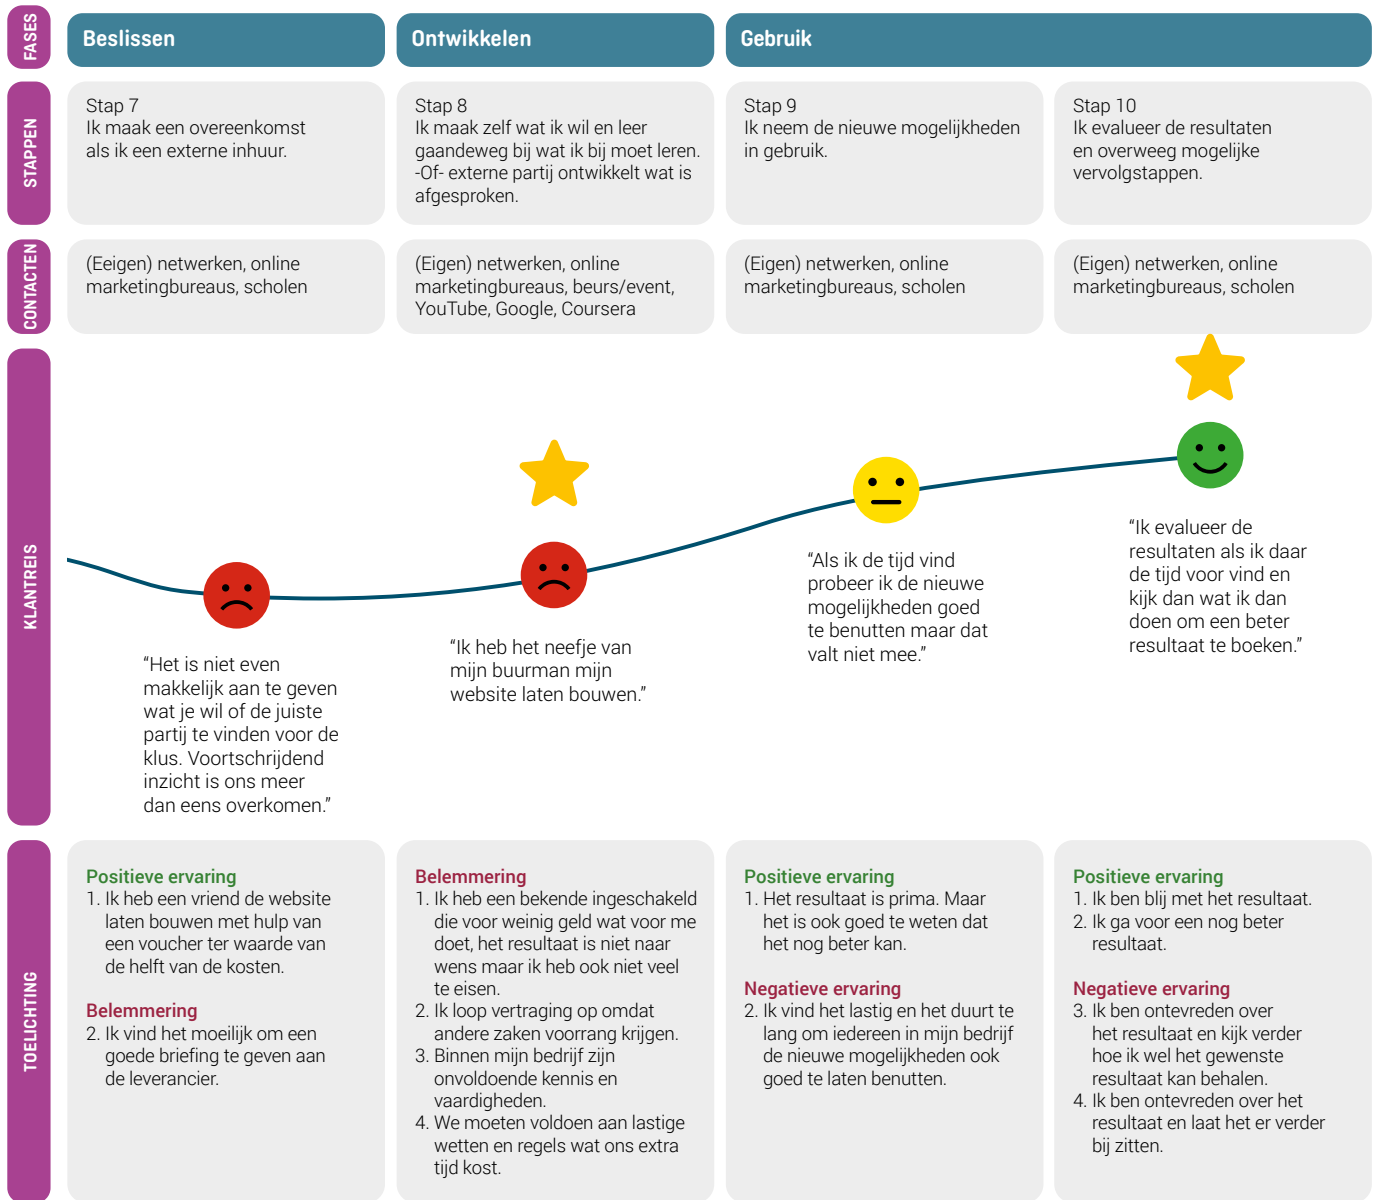 FASES
Beslissen
Ontwikkelen
Gebruik
STAPPEN
Stap 7
Ik maak een overeenkomst
als ik een externe inhuur.
Stap 8
Ik maak zelf wat ik wil en leer
gaandeweg bij wat ik bij moet leren.
-Of- externe partij ontwikkelt wat is
afgesproken.
Stap 9
Ik neem de nieuwe mogelijkheden
in gebruik.
Stap 10
Ik evalueer de resultaten
en overweeg mogelijke
vervolgstappen.
CONTACTEN
(Eeigen) netwerken, online
marketingbureaus, scholen
(Eigen) netwerken, online
marketingbureaus, beurs/event,
YouTube, Google, Coursera
(Eigen) netwerken, online
marketingbureaus, scholen
(Eigen) netwerken, online
marketingbureaus, scholen
KLANTREIS
“Het is niet even
makkelijk aan te geven
wat je wil of de juiste
partij te vinden voor de
klus. Voortschrijdend
inzicht is ons meer
dan eens overkomen.”
“Ik heb het neefje van
mijn buurman mijn
website laten bouwen.”
“Als ik de tijd vind
probeer ik de nieuwe
mogelijkheden goed
te benutten maar dat
valt niet mee.”
“Ik evalueer de
resultaten als ik daar
de tijd voor vind en
kijk dan wat ik dan
doen om een beter
resultaat te boeken.”
TOELICHTING
Positieve ervaring
1. Ik heb een vriend de website
laten bouwen met hulp van
een voucher ter waarde van
de helft van de kosten.
Belemmering
2. Ik vind het moeilijk om een
goede briefing te geven aan
de leverancier.
Belemmering
1. Ik heb een bekende ingeschakeld
die voor weinig geld wat voor me
doet, het resultaat is niet naar
wens maar ik heb ook niet veel
te eisen.
2. Ik loop vertraging op omdat
andere zaken voorrang krijgen.
3. Binnen mijn bedrijf zijn
onvoldoende kennis en
vaardigheden.
4. We moeten voldoen aan lastige
wetten en regels wat ons extra
tijd kost.
Positieve ervaring
1. Het resultaat is prima. Maar
het is ook goed te weten dat
het nog beter kan.
Negatieve ervaring
2. Ik vind het lastig en het duurt te
lang om iedereen in mijn bedrijf
de nieuwe mogelijkheden ook
goed te laten benutten.
Positieve ervaring
1. Ik ben blij met het resultaat.
2. Ik ga voor een nog beter
resultaat.
Negatieve ervaring
3. Ik ben ontevreden over
het resultaat en kijk verder
hoe ik wel het gewenste
resultaat kan behalen.
4. Ik ben ontevreden over het
resultaat en laat het er verder
bij zitten.